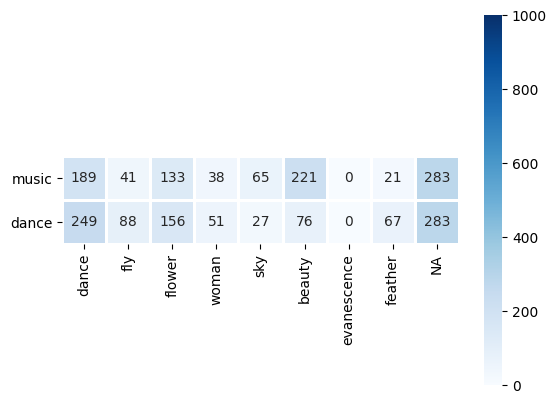 1000
800
600
400
200
0
music 189 41 133 38 65 221 0 21 283
dance 249 88 156 51 27 76 0 67 283
dance fly flower woman sky beauty evanescence feather NA